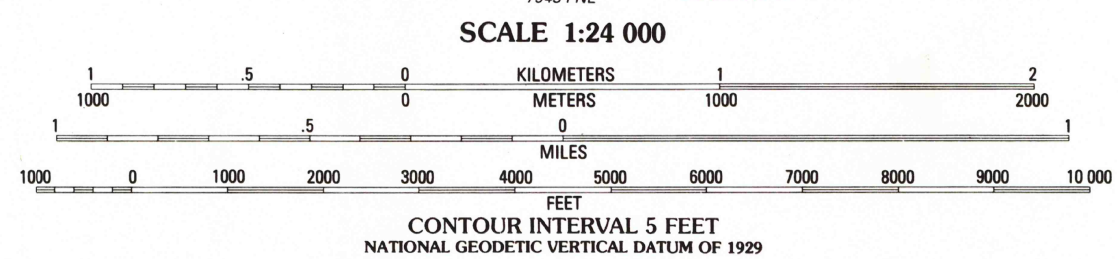 SCALE 1:24 000
1 .5 0 KILOMETERS 1 2
1000 0 METERS 1000 2000
1 .5 0 1
MILES
1000 0 1000 2000 3000 4000 5000 6000 7000 8000 9000 10 000
FEET
CONTOUR INTERVAL 5 FEET
NATIONAL GEODETIC VERTICAL DATUM OF 1929